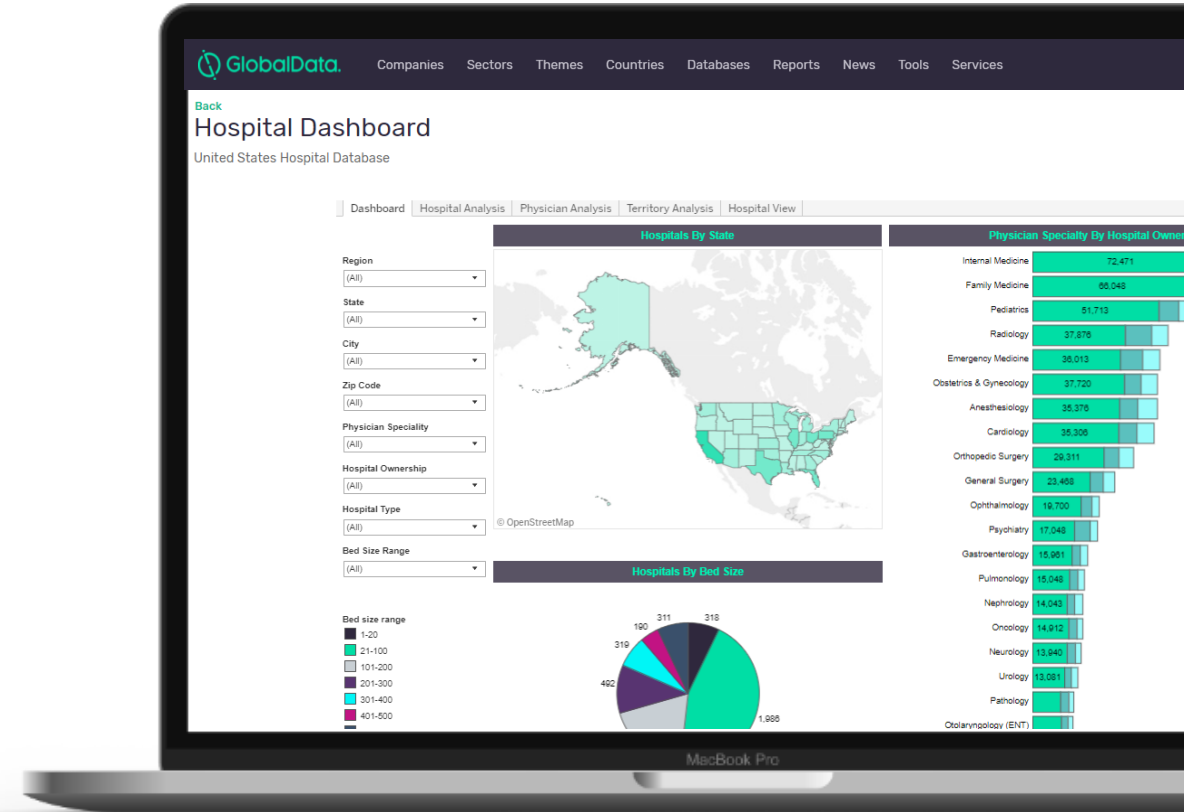 GlobalData.
Companies Sectors Themes Countries Databases Reports News Tools Services
Back
Hospital Dashboard
United States Hospital Database
Dashboard Hospital Analysis Physician Analysis Territory Analysis Hospital View
Region
(All)
State
(All)
City
(All)
Zip Code
(All)
Physician Speciality
(All)
Hospital Ownership
(All)
Hospital Type
(All)
Bed Size Range
(All)
Bed size range
1-20
21-100
101-200
201-300
301-400
401-500
Hospitals By State
© OpenStreetMap
Hospitals By Bed Size
311
318
190
319
492
1,986
Physician Specialty By Hospital Owner
Internal Medicine 72,471
Family Medicine 66,048
Pediatrics 51,713
Radiology 37,876
Emergency Medicine 36,013
Obstetrics & Gynecology 37,720
Anesthesiology 35,376
Cardiology 35,306
Orthopedic Surgery 29,311
General Surgery 23,468
Ophthalmology 19,700
Psychiatry 17,048
Gastroenterology 15,961
Pulmonology 15,048
Nephrology 14,043
Oncology 14,912
Neurology 13,940
Urology 13,081
Pathology
Otolaryngology (ENT)
MacBook Pro